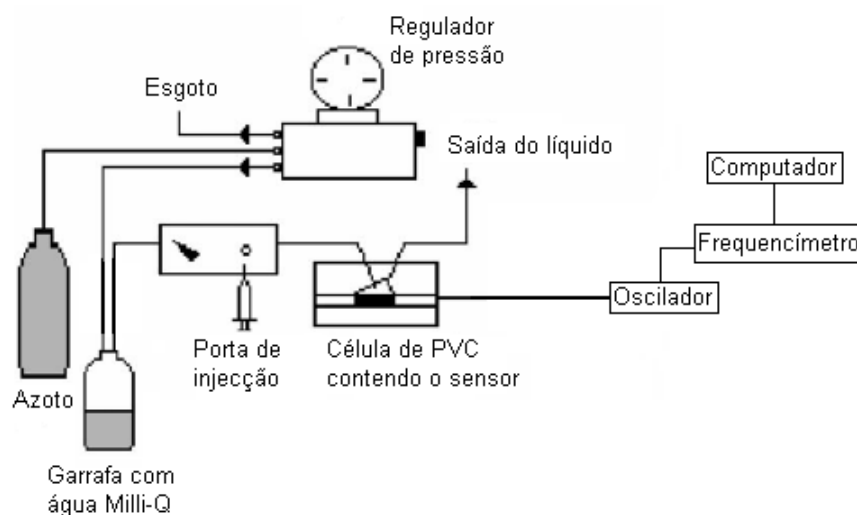 Regulador
de pressão
Esgoto
Saída do líquido
Computador
Frequencímetro
Oscilador
Porta de
injecção
Célula de PVC
contendo o sensor
Azoto
Garrafa com
água Milli-Q